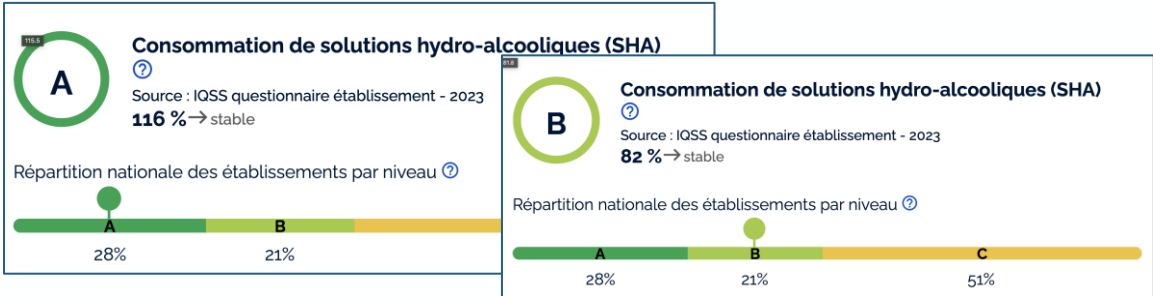 115.5
A
Consommation de solutions hydro-alcooliques (SHA)
?
Source : IQSS questionnaire établissement - 2023
116 % → stable
Répartition nationale des établissements par niveau ?
A B
28% 21%
81.8
B
Consommation de solutions hydro-alcooliques (SHA)
?
Source : IQSS questionnaire établissement - 2023
82 % → stable
Répartition nationale des établissements par niveau ?
A B C
28% 21% 51%